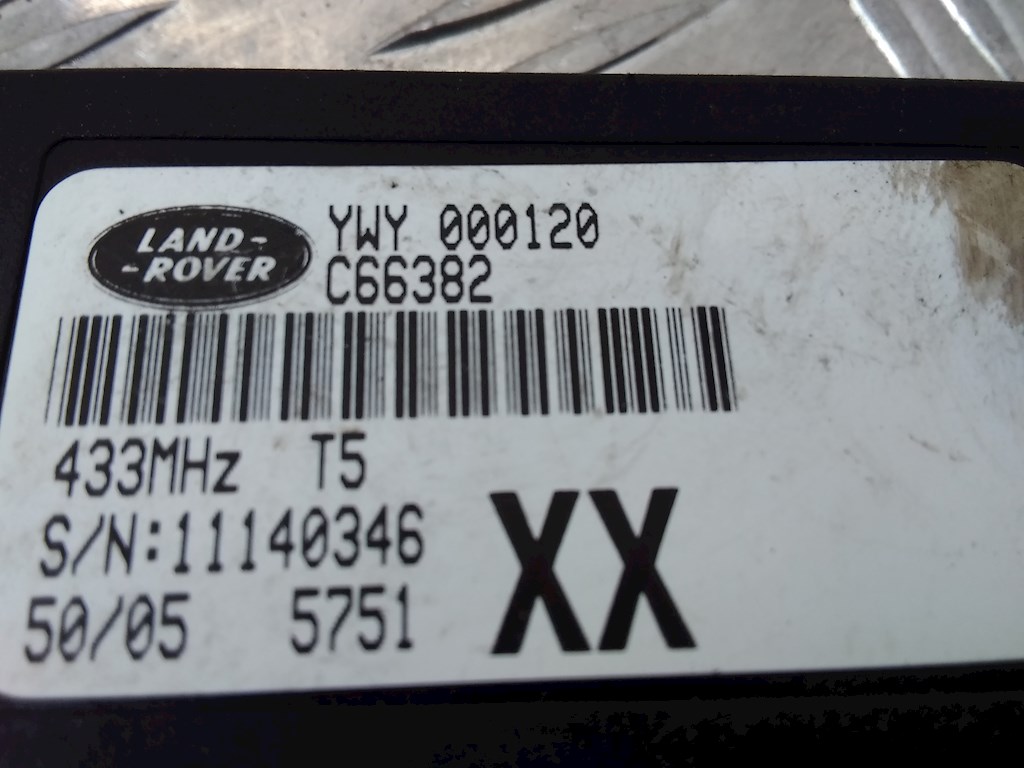 LAND-
-ROVER
YWY 000120
C66382
433MHz T5
S/N:11140346
50/05 5751
XX